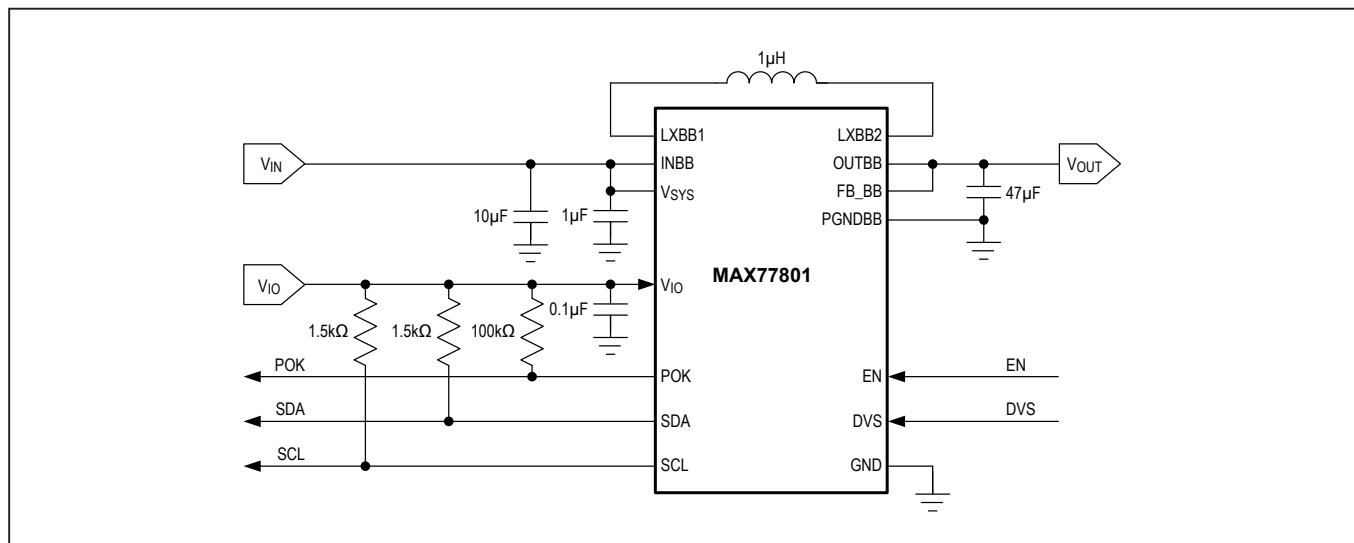 1µH
LXBB1
LXBB2
VIN
INBB
OUTBB
VOUT
VSYS
FB_BB
10µF
1µF
47µF
PGNDBB
MAX77801
VIO
VIO
0.1µF
1.5kΩ
1.5kΩ
100kΩ
POK
POK
EN
EN
SDA
SDA
DVS
DVS
SCL
SCL
GND